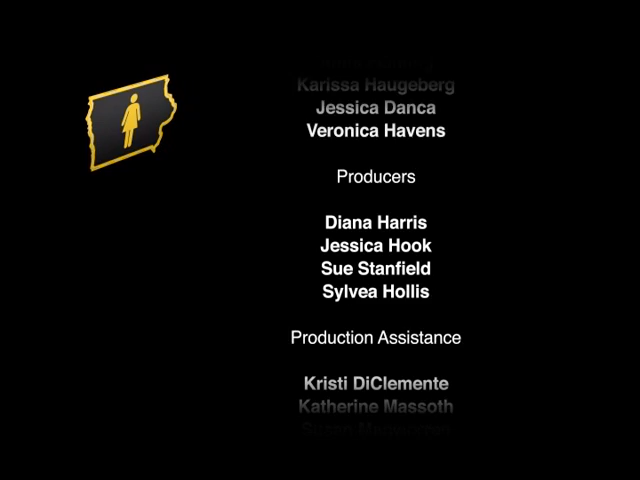 Karissa Haugeberg
Jessica Danca
Veronica Havens
Producers
Diana Harris
Jessica Hook
Sue Stanfield
Sylvea Hollis
Production Assistance
Kristi DiClemente
Katherine Massoth